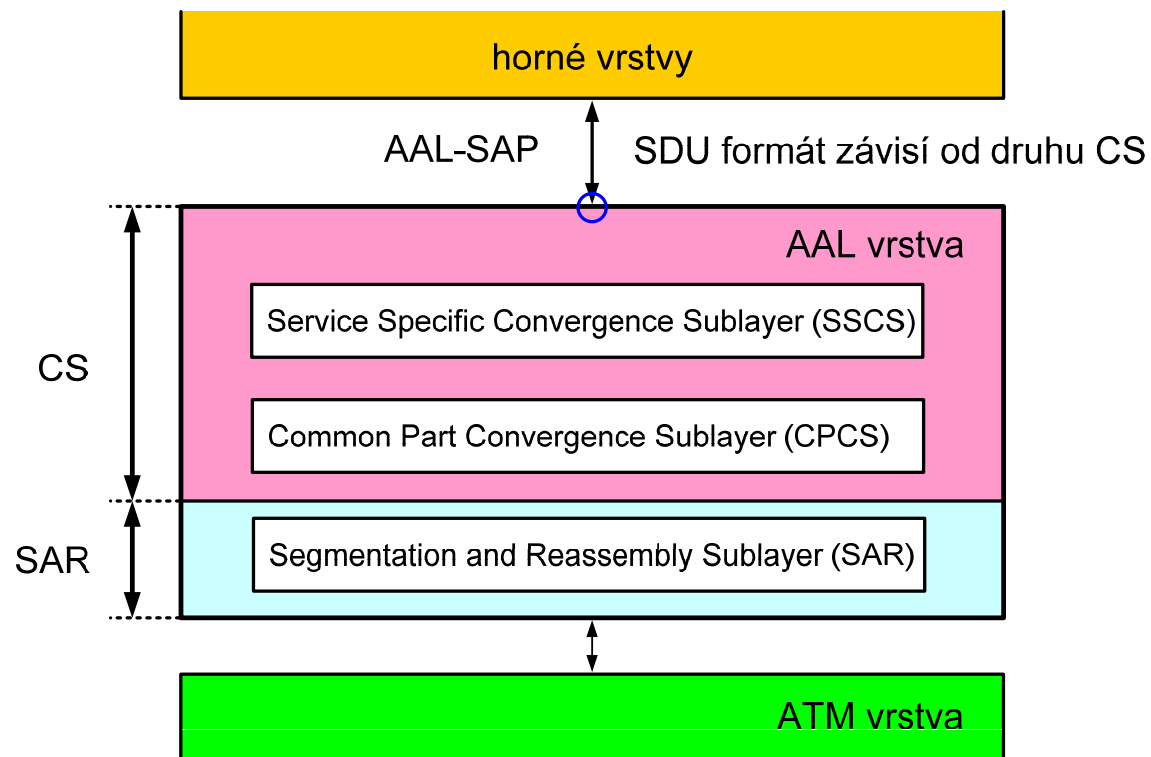 horné vrstvy
AAL-SAP
SDU formát závisí od druhu CS
AAL vrstva
Service Specific Convergence Sublayer (SSCS)
CS
Common Part Convergence Sublayer (CPCS)
SAR
Segmentation and Reassembly Sublayer (SAR)
ATM vrstva